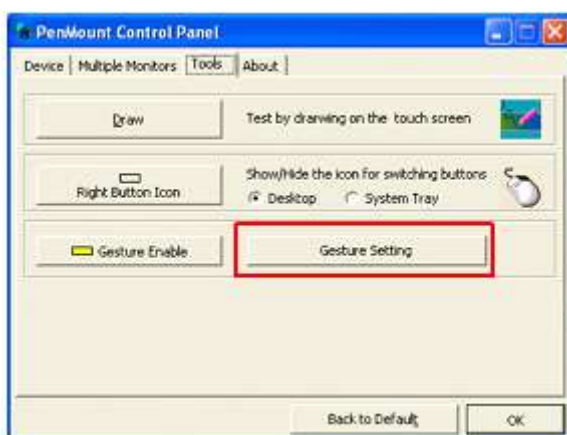 PenMount Control Panel
Device Multiple Monitors Tools About
Draw
Test by drarwing on the touch screen
Right Button Icon
Show/Hide the icon for switching buttons
Desktop System Tray
Gesture Enable
Gesture Setting
Back to Default
OK